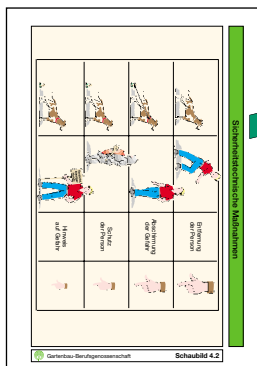 Sicherheitstechnische Maßnahmen
Entfernung
der Person
Abschirmung
der Gefahr
Schutz
der Person
Hinweis
auf Gefahr
Gartenbau-Berufsgenossenschaft
Schaubild 4.2